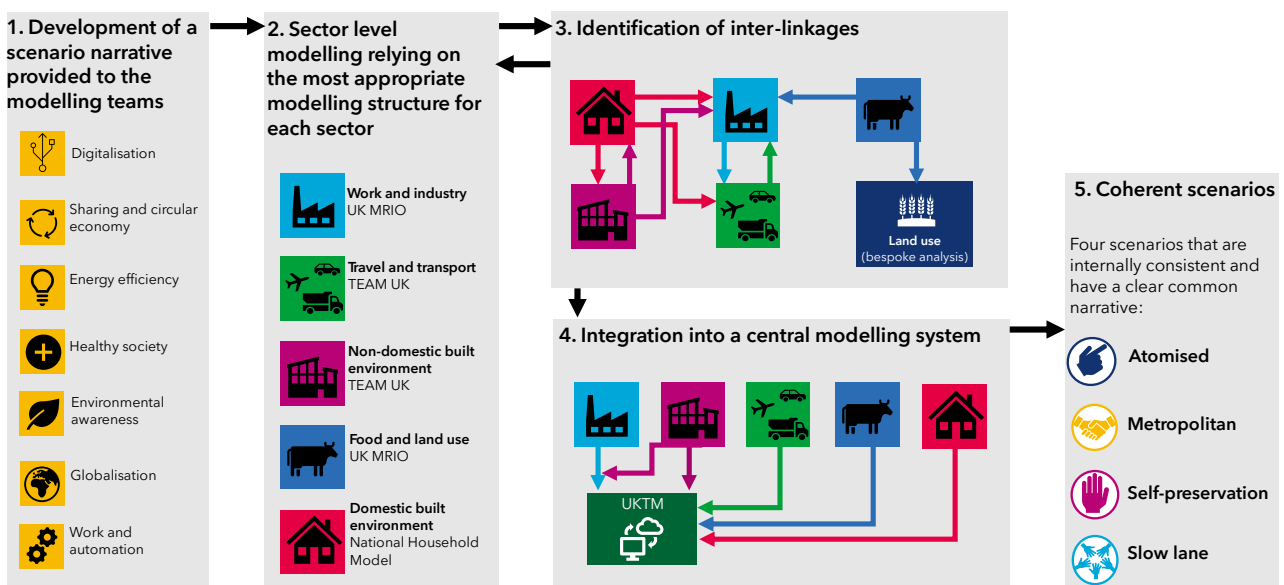 1. Development of a
scenario narrative
provided to the
modelling teams
Digitalisation
Sharing and circular
economy
Energy efficiency
Healthy society
Environmental
awareness
Globalisation
Work and
automation
2. Sector level
modelling relying on
the most appropriate
modelling structure for
each sector
Work and industry
UK MRIO
Travel and transport
TEAM UK
Non-domestic built
environment
TEAM UK
Food and land use
UK MRIO
Domestic built
environment
National Household
Model
3. Identification of inter-linkages
Land use
(bespoke analysis)
4. Integration into a central modelling system
UKTM
5. Coherent scenarios
Four scenarios that are
internally consistent and
have a clear common
narrative:
Atomised
Metropolitan
Self-preservation
Slow lane